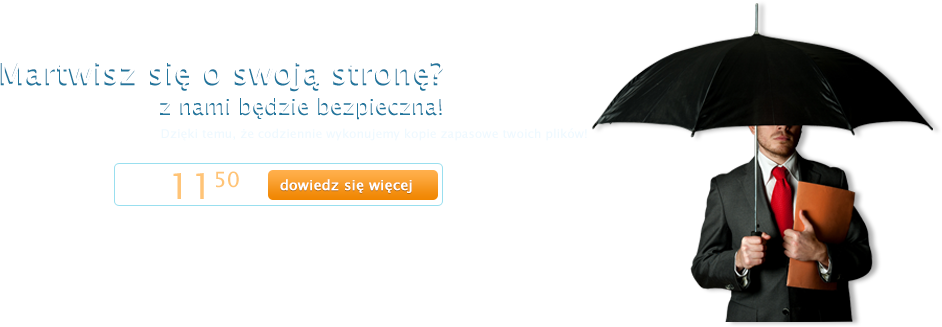 Martwisz się o swoją stronę?
z nami będzie bezpieczna!
Dzięki temu, że codziennie wykonujemy kopie zapasowe twoich plików!
11 50
dowiedz się więcej